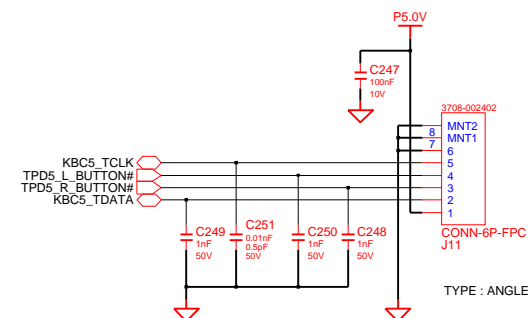 P5.0V
C247
100nF
10V
3708-002402
MNT2
8
MNT1
7
6
KBC5_TCLK
5
TPD5_L_BUTTON#
4
TPD5_R_BUTTON#
3
KBC5_TDATA
2
1
C249
1nF
50V
C251
0.01nF
0.5pF
50V
C250
1nF
50V
C248
1nF
50V
CONN-6P-FPC
J11
TYPE : ANGLE